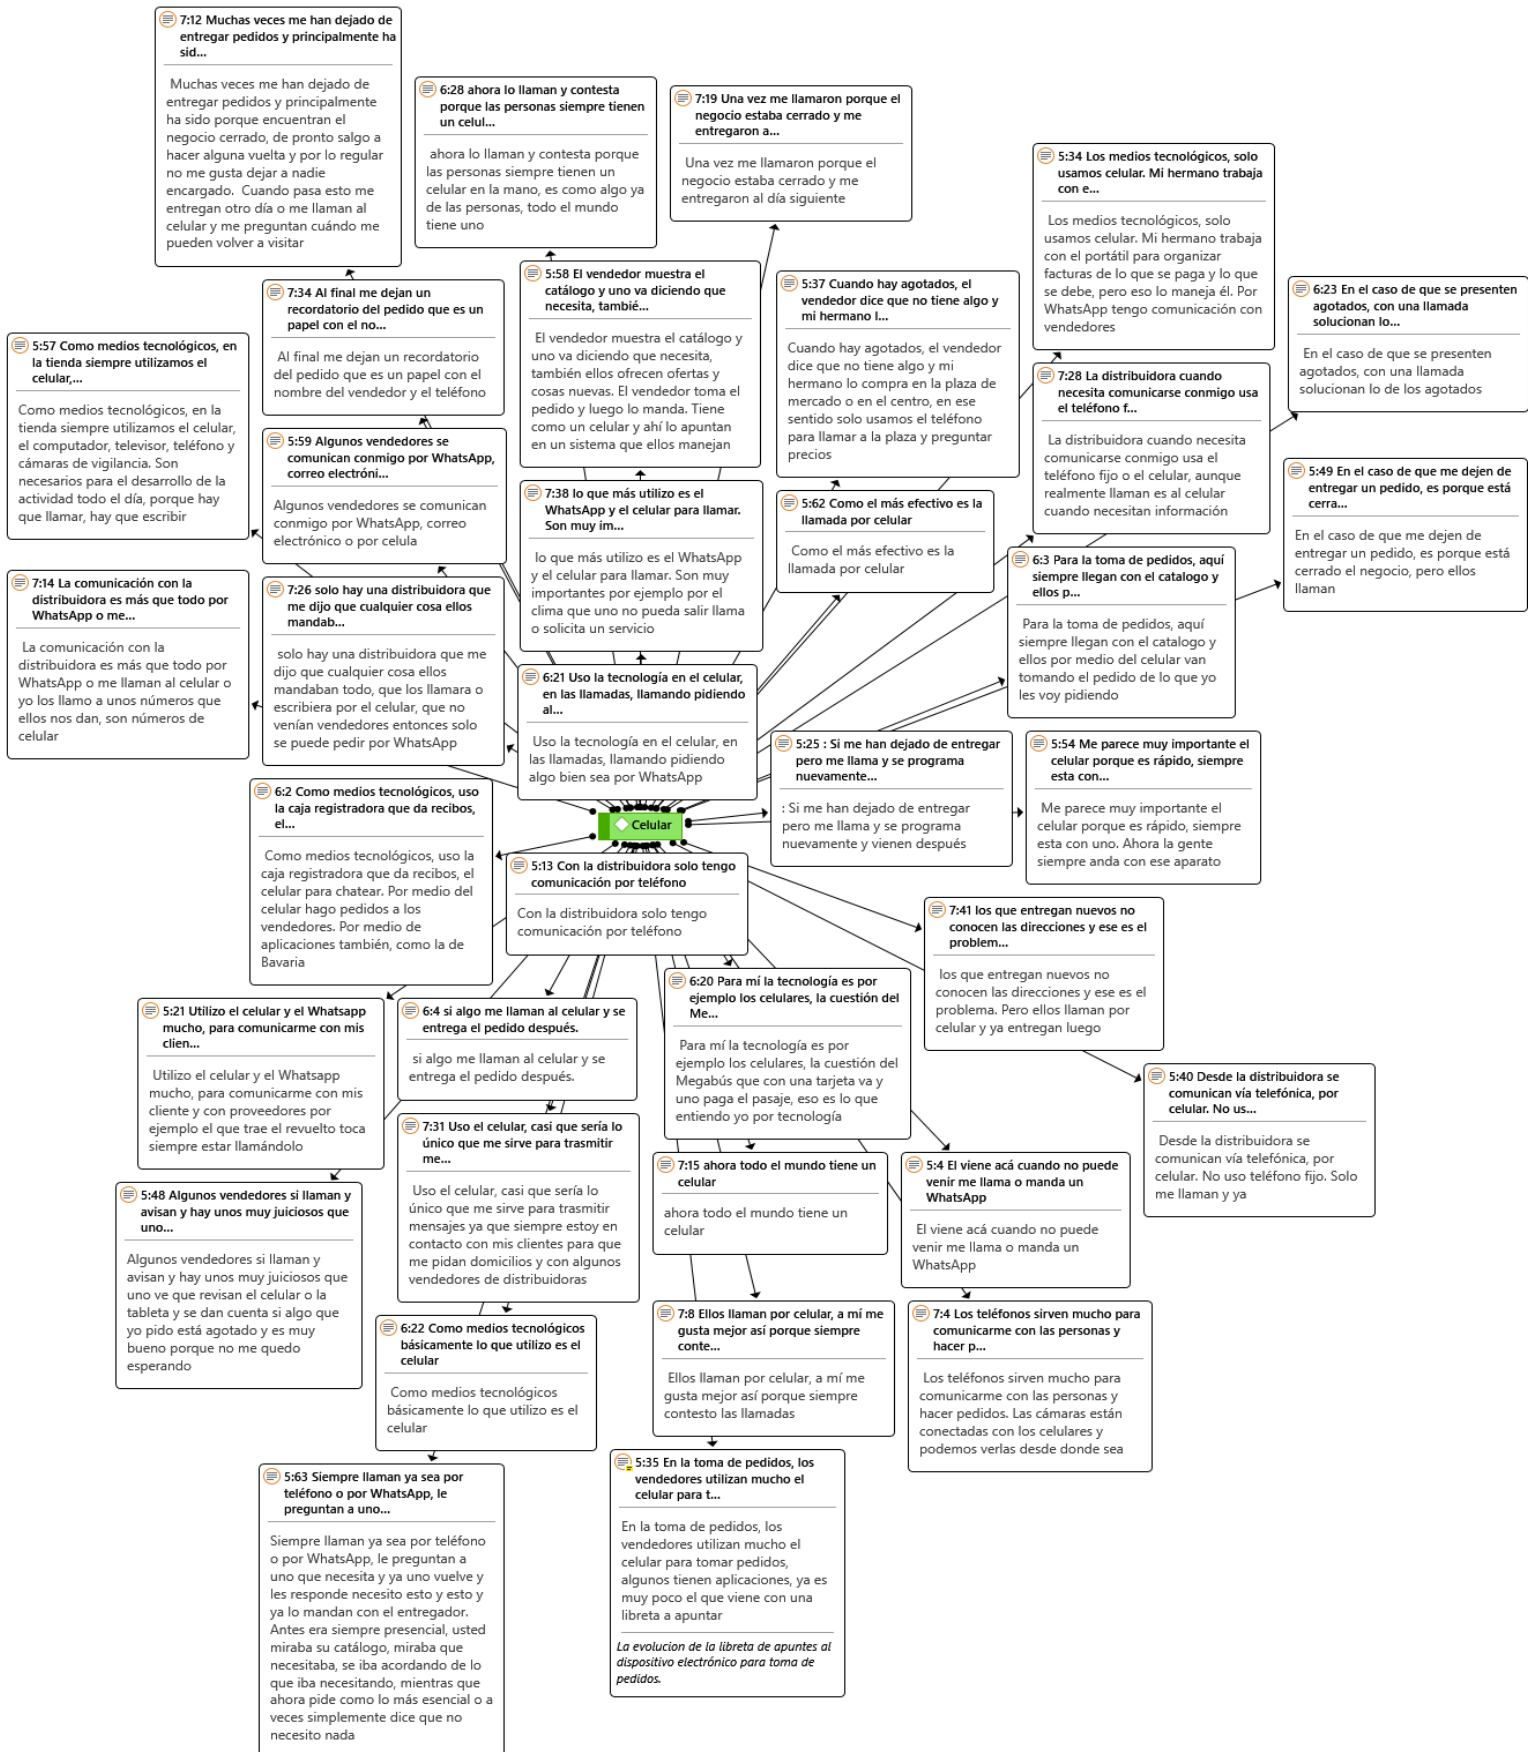 7:12 Muchas veces me han dejado de
entregar pedidos y principalmente ha
sid...
Muchas veces me han dejado de
entregar pedidos y principalmente
ha sido porque encuentran el
negocio cerrado, de pronto salgo a
hacer alguna vuelta y por lo regular
no me gusta dejar a nadie
encargado. Cuando pasa esto me
entregan otro día o me llaman al
celular y me preguntan cuándo me
pueden volver a visitar
6:28 ahora lo llaman y contesta
porque las personas siempre tienen
un celul...
ahora lo llaman y contesta porque
las personas siempre tienen un
celular en la mano, es como algo ya
de las personas, todo el mundo
tiene uno
7:19 Una vez me llamaron porque el
negocio estaba cerrado y me
entregaron a...
Una vez me llamaron porque el
negocio estaba cerrado y me
entregaron al día siguiente
5:34 Los medios tecnológicos, solo
usamos celular. Mi hermano trabaja
con e...
Los medios tecnológicos, solo
usamos celular. Mi hermano trabaja
con el portátil para organizar
facturas de lo que se paga y lo que
se debe, pero eso lo maneja él. Por
WhatsApp tengo comunicación con
vendedores
7:34 Al final me dejan un
recordatorio del pedido que es un
papel con el no...
Al final me dejan un recordatorio
del pedido que es un papel con el
nombre del vendedor y el teléfono
5:58 El vendedor muestra el
catálogo y uno va diciendo que
necesita, tambié...
El vendedor muestra el catálogo y
uno va diciendo que necesita,
también ellos ofrecen ofertas y
cosas nuevas. El vendedor toma el
pedido y luego lo manda. Tiene
como un celular y ahí lo apuntan
en un sistema que ellos manejan
5:37 Cuando hay agotados, el
vendedor dice que no tiene algo y
mi hermano l...
Cuando hay agotados, el vendedor
dice que no tiene algo y mi
hermano lo compra en la plaza de
mercado o en el centro, en ese
sentido solo usamos el teléfono
para llamar a la plaza y preguntar
precios
6:23 En el caso de que se presenten
agotados, con una llamada
solucionan lo...
En el caso de que se presenten
agotados, con una llamada
solucionan lo de los agotados
5:57 Como medios tecnológicos, en
la tienda siempre utilizamos el
celular,...
Como medios tecnológicos, en la
tienda siempre utilizamos el celular,
el computador, televisor, teléfono y
cámaras de vigilancia. Son
necesarios para el desarrollo de la
actividad todo el día, porque hay
que llamar, hay que escribir
7:28 La distribuidora cuando
necesita comunicarse conmigo usa
el teléfono f...
La distribuidora cuando necesita
comunicarse conmigo usa el
teléfono fijo o el celular, aunque
realmente llaman es al celular
cuando necesitan información
5:59 Algunos vendedores se
comunican conmigo por WhatsApp,
correo electróni...
Algunos vendedores se comunican
conmigo por WhatsApp, correo
electrónico o por celula
7:38 lo que más utilizo es el
WhatsApp y el celular para llamar.
Son muy im...
lo que más utilizo es el WhatsApp
y el celular para llamar. Son muy
importantes por ejemplo por el
clima que uno no pueda salir llama
o solicita un servicio
5:62 Como el más efectivo es la
llamada por celular
Como el más efectivo es la
llamada por celular
5:49 En el caso de que me dejen de
entregar un pedido, es porque está
cerra...
En el caso de que me dejen de
entregar un pedido, es porque está
cerrado el negocio, pero ellos
llaman
7:14 La comunicación con la
distribuidora es más que todo por
WhatsApp o me...
La comunicación con la
distribuidora es más que todo por
WhatsApp o me llaman al celular o
yo los llamo a unos números que
ellos nos dan, son números de
celular
7:26 solo hay una distribuidora que
me dijo que cualquier cosa ellos
mandab...
solo hay una distribuidora que me
dijo que cualquier cosa ellos
mandaban todo, que los llamara o
escribiera por el celular, que no
venían vendedores entonces solo
se puede pedir por WhatsApp
6:3 Para la toma de pedidos, aquí
siempre llegan con el catalogo y
ellos p...
Para la toma de pedidos, aquí
siempre llegan con el catalogo y
ellos por medio del celular van
tomando el pedido de lo que yo
les voy pidiendo
6:21 Uso la tecnología en el celular,
en las llamadas, llamando pidiendo
al...
Uso la tecnología en el celular, en
las llamadas, llamando pidiendo
algo bien sea por WhatsApp
5:25 : Si me han dejado de entregar
pero me llama y se programa
nuevamente...
: Si me han dejado de entregar
pero me llama y se programa
nuevamente y vienen después
5:54 Me parece muy importante el
celular porque es rápido, siempre
esta con...
Me parece muy importante el
celular porque es rápido, siempre
esta con uno. Ahora la gente
siempre anda con ese aparato
6:2 Como medios tecnológicos, uso
la caja registradora que da recibos,
el...
Como medios tecnológicos, uso la
caja registradora que da recibos, el
celular para chatear. Por medio del
celular hago pedidos a los
vendedores. Por medio de
aplicaciones también, como la de
Bavaria
Celular
5:13 Con la distribuidora solo tengo
comunicación por teléfono
Con la distribuidora solo tengo
comunicación por teléfono
7:41 los que entregan nuevos no
conocen las direcciones y ese es el
problem...
los que entregan nuevos no
conocen las direcciones y ese es el
problema. Pero ellos llaman por
celular y ya entregan luego
5:21 Utilizo el celular y el Whatsapp
mucho, para comunicarme con mis
clien...
Utilizo el celular y el Whatsapp
mucho, para comunicarme con mis
cliente y con proveedores por
ejemplo el que trae el revuelto toca
siempre estar llamándolo
6:4 si algo me llaman al celular y se
entrega el pedido después.
si algo me llaman al celular y se
entrega el pedido después.
6:20 Para mí la tecnología es por
ejemplo los celulares, la cuestión del
Me...
Para mí la tecnología es por
ejemplo los celulares, la cuestión del
Megabús que con una tarjeta va y
uno paga el pasaje, eso es lo que
entiendo yo por tecnología
5:40 Desde la distribuidora se
comunican vía telefónica, por
celular. No us...
Desde la distribuidora se
comunican vía telefónica, por
celular. No uso teléfono fijo. Solo
me llaman y ya
7:31 Uso el celular, casi que sería lo
único que me sirve para trasmitir
me...
Uso el celular, casi que sería lo
único que me sirve para trasmitir
mensajes ya que siempre estoy en
contacto con mis clientes para que
me pidan domicilios y con algunos
vendedores de distribuidoras
7:15 ahora todo el mundo tiene un
celular
ahora todo el mundo tiene un
celular
5:4 El viene acá cuando no puede
venir me llama o manda un
WhatsApp
El viene acá cuando no puede
venir me llama o manda un
WhatsApp
5:48 Algunos vendedores si llaman y
avisan y hay unos muy juiciosos que
uno...
Algunos vendedores si llaman y
avisan y hay unos muy juiciosos que
uno ve que revisan el celular o la
tableta y se dan cuenta si algo que
yo pido está agotado y es muy
bueno porque no me quedo
esperando
6:22 Como medios tecnológicos
básicamente lo que utilizo es el
celular
Como medios tecnológicos
básicamente lo que utilizo es el
celular
7:8 Ellos llaman por celular, a mí me
gusta mejor así porque siempre
conte...
Ellos llaman por celular, a mí me
gusta mejor así porque siempre
contesto las llamadas
7:4 Los teléfonos sirven mucho para
comunicarme con las personas y
hacer p...
Los teléfonos sirven mucho para
comunicarme con las personas y
hacer pedidos. Las cámaras están
conectadas con los celulares y
podemos verlas desde donde sea
5:63 Siempre llaman ya sea por
teléfono o por WhatsApp, le
preguntan a uno...
Siempre llaman ya sea por teléfono
o por WhatsApp, le preguntan a
uno que necesita y ya uno vuelve y
les responde necesito esto y esto y
ya lo mandan con el entregador.
Antes era siempre presencial, usted
miraba su catálogo, miraba que
necesitaba, se iba acordando de lo
que iba necesitando, mientras que
ahora pide como lo más esencial o a
veces simplemente dice que no
necesito nada
5:35 En la toma de pedidos, los
vendedores utilizan mucho el
celular para t...
En la toma de pedidos, los
vendedores utilizan mucho el
celular para tomar pedidos,
algunos tienen aplicaciones, ya es
muy poco el que viene con una
libreta a apuntar
La evolucion de la libreta de apuntes al
dispositivo electrónico para toma de
pedidos.